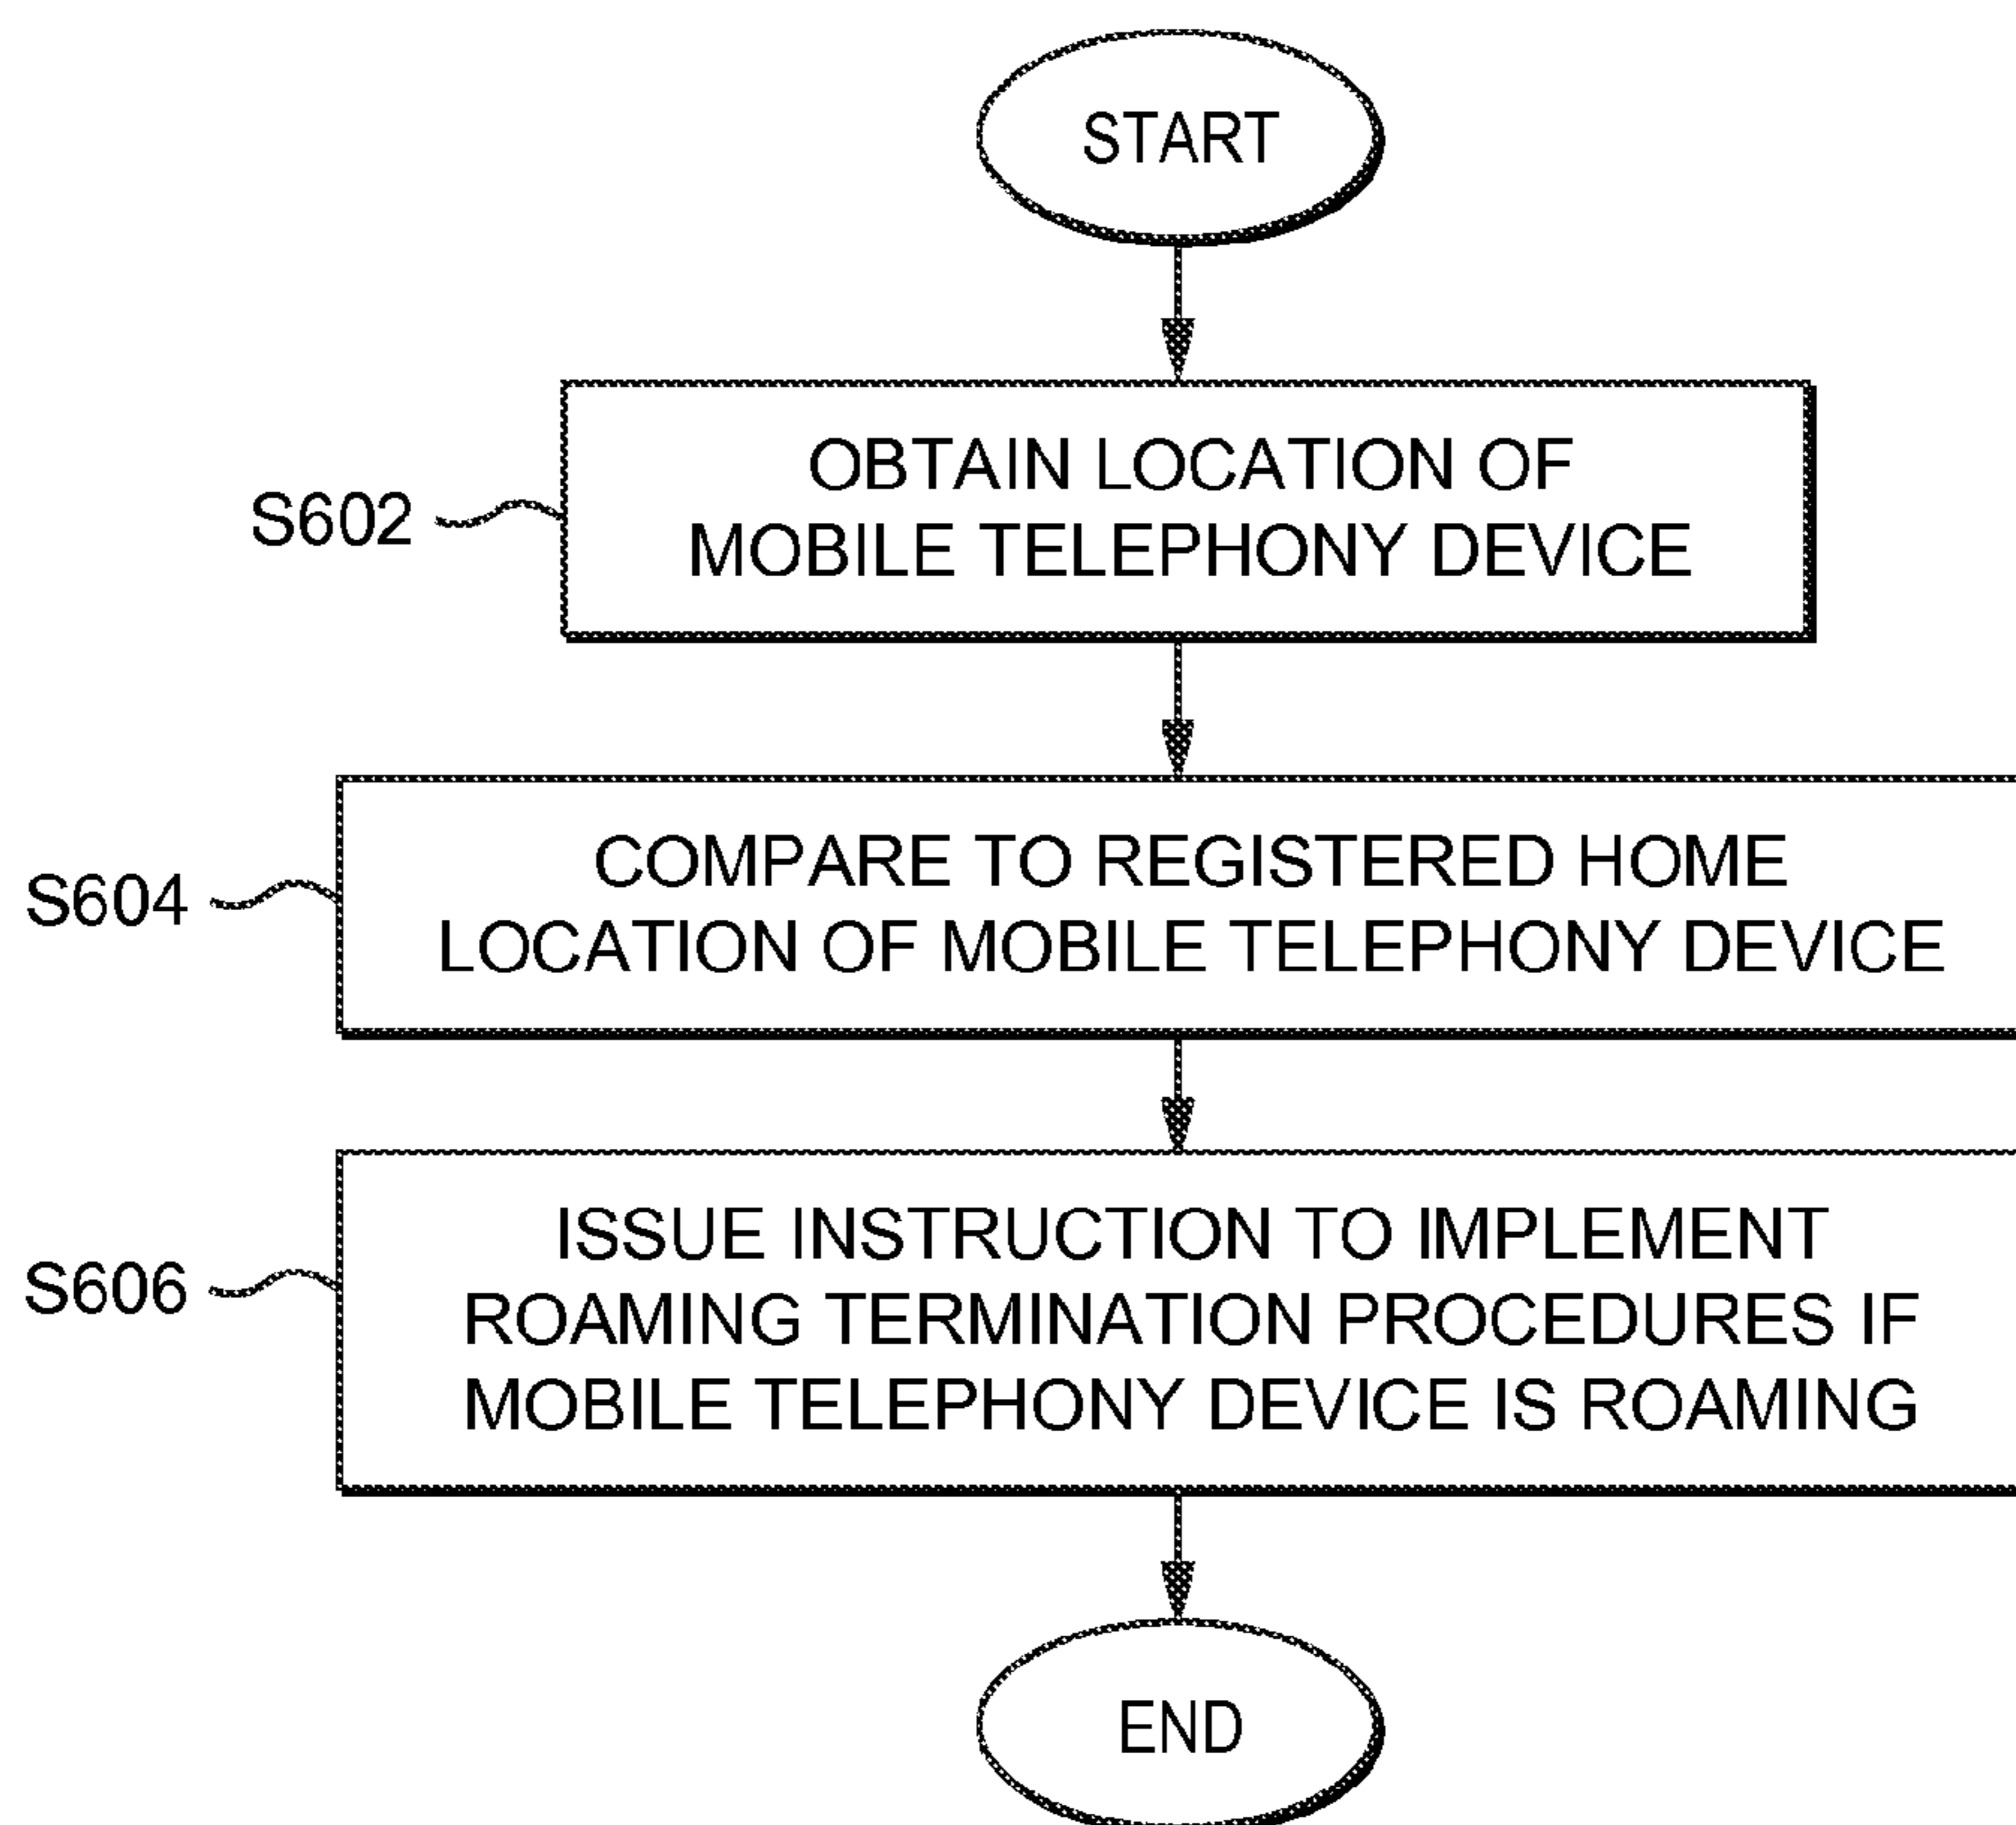 START
OBTAIN LOCATION OF
MOBILE TELEPHONY DEVICE
S602
COMPARE TO REGISTERED HOME
LOCATION OF MOBILE TELEPHONY DEVICE
S604
ISSUE INSTRUCTION TO IMPLEMENT
ROAMING TERMINATION PROCEDURES IF
MOBILE TELEPHONY DEVICE IS ROAMING
S606
END